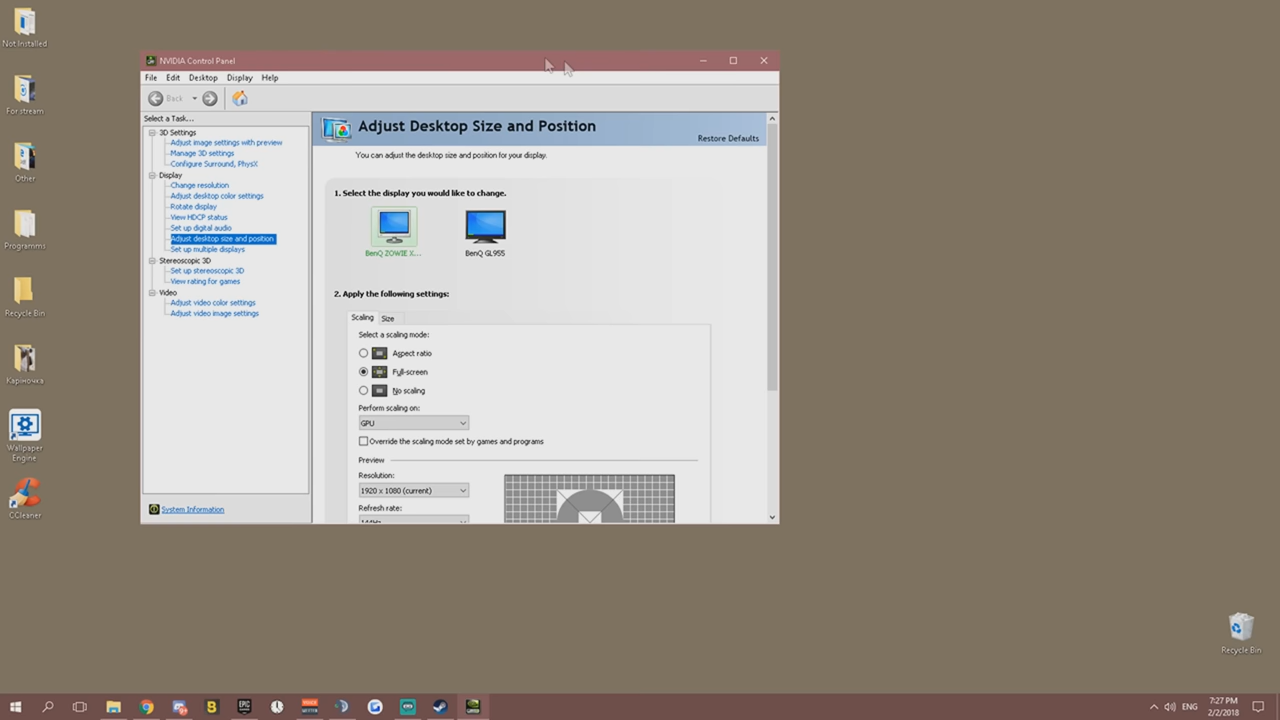 Not Installed
For stream
Other
Programms
Recycle Bin
Каріночка
Wallpaper
Engine
CCleaner
NVIDIA Control Panel
File Edit Desktop Display Help
Back
Select a Task...
3D Settings
Adjust image settings with preview
Manage 3D settings
Configure Surround, PhysX
Display
Change resolution
Adjust desktop color settings
Rotate display
View HDCP status
Set up digital audio
Adjust desktop size and position
Set up multiple displays
Stereoscopic 3D
Set up stereoscopic 3D
View rating for games
Video
Adjust video color settings
Adjust video image settings
System Information
Adjust Desktop Size and Position
Restore Defaults
You can adjust the desktop size and position for your display.
1. Select the display you would like to change.
BenQ ZOWIE X...
BenQ GL955
2. Apply the following settings:
Scaling Size
Select a scaling mode:
Aspect ratio
Full-screen
No scaling
Perform scaling on:
GPU
Override the scaling mode set by games and programs
Preview
Resolution:
1920 x 1080 (current)
Refresh rate:
144Hz
Recycle Bin
EPIC
ENG
7:27 PM
2/2/2018